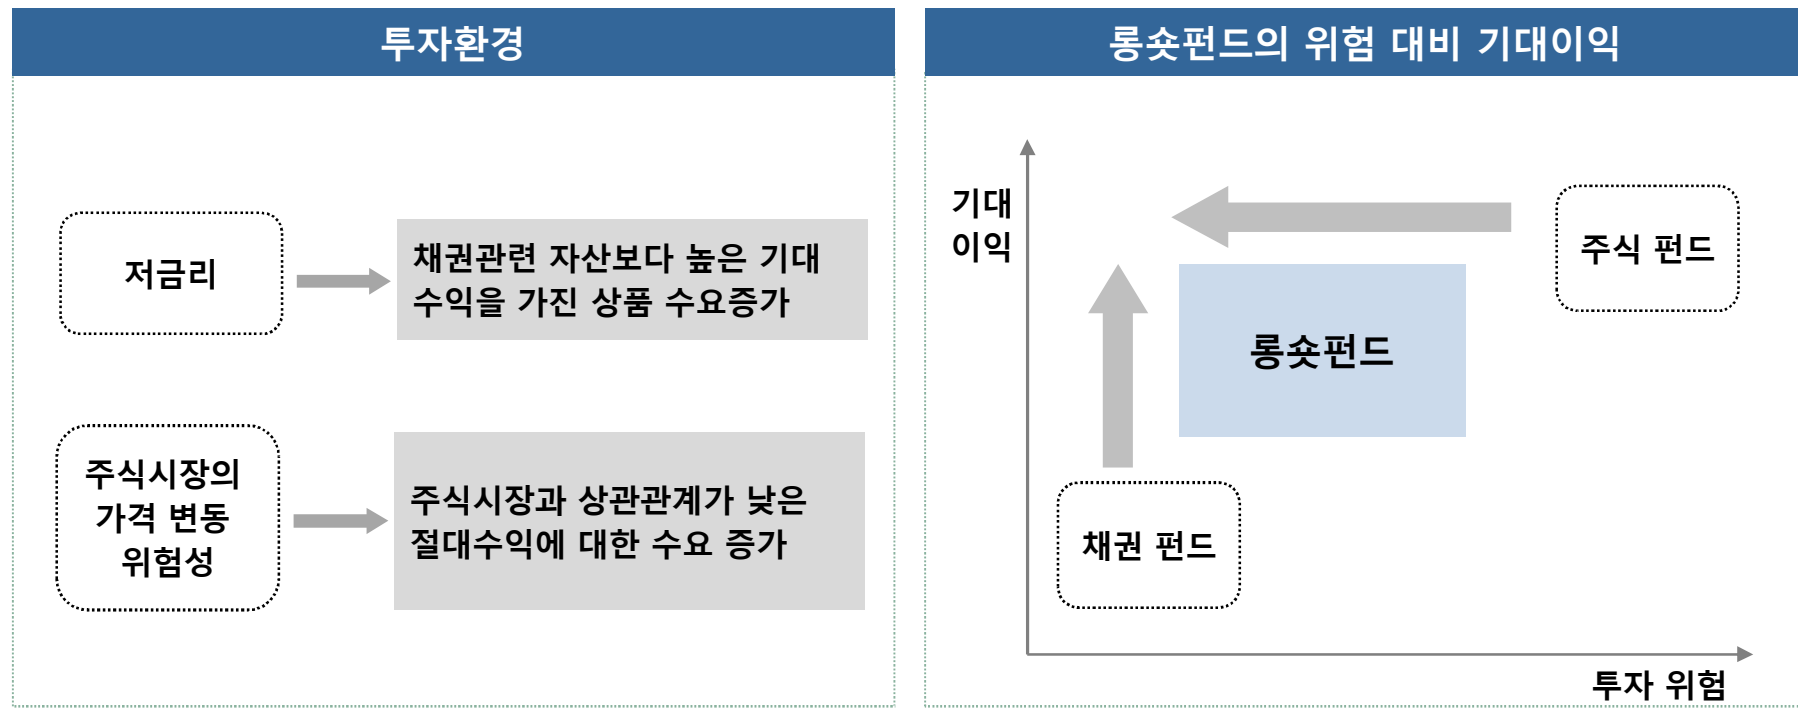 투자환경
저금리
채권관련 자산보다 높은 기대
수익을 가진 상품 수요증가
주식시장의
가격 변동
위험성
주식시장과 상관관계가 낮은
절대수익에 대한 수요 증가
롱숏펀드의 위험 대비 기대이익
기대
이익
주식 펀드
롱숏펀드
채권 펀드
투자 위험